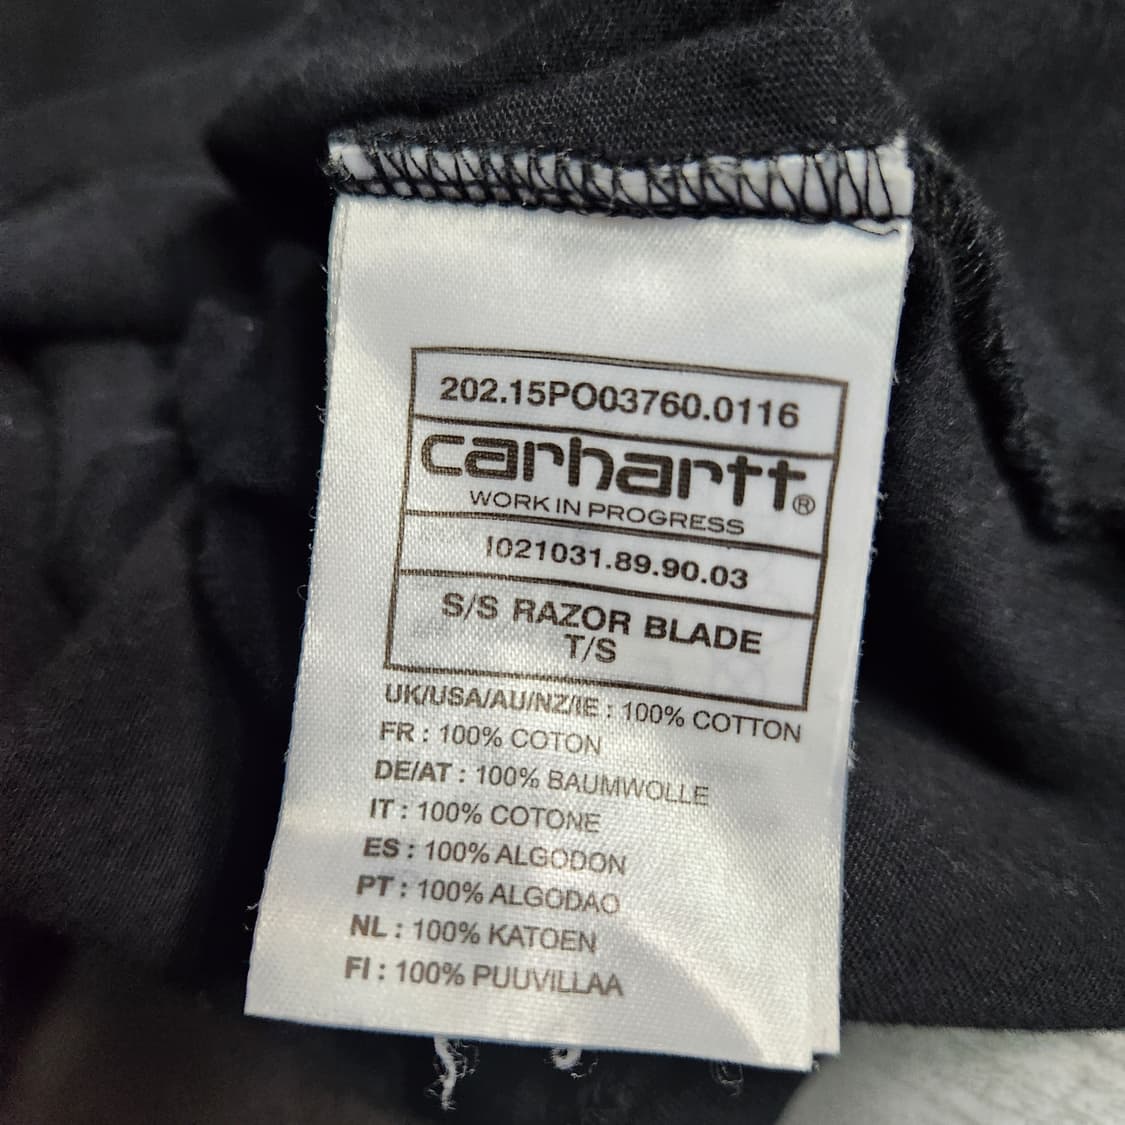 202.15PO03760.0116
carhartt®
WORK IN PROGRESS
I021031.89.90.03
S/S RAZOR BLADE
T/S
UK/USA/AU/NZ/IE : 100% COTTON
FR : 100% COTON
DE/AT : 100% BAUMWOLLE
IT : 100% COTONE
ES : 100% ALGODON
PT : 100% ALGODAO
NL : 100% KATOEN
FI : 100% PUUVILLAA